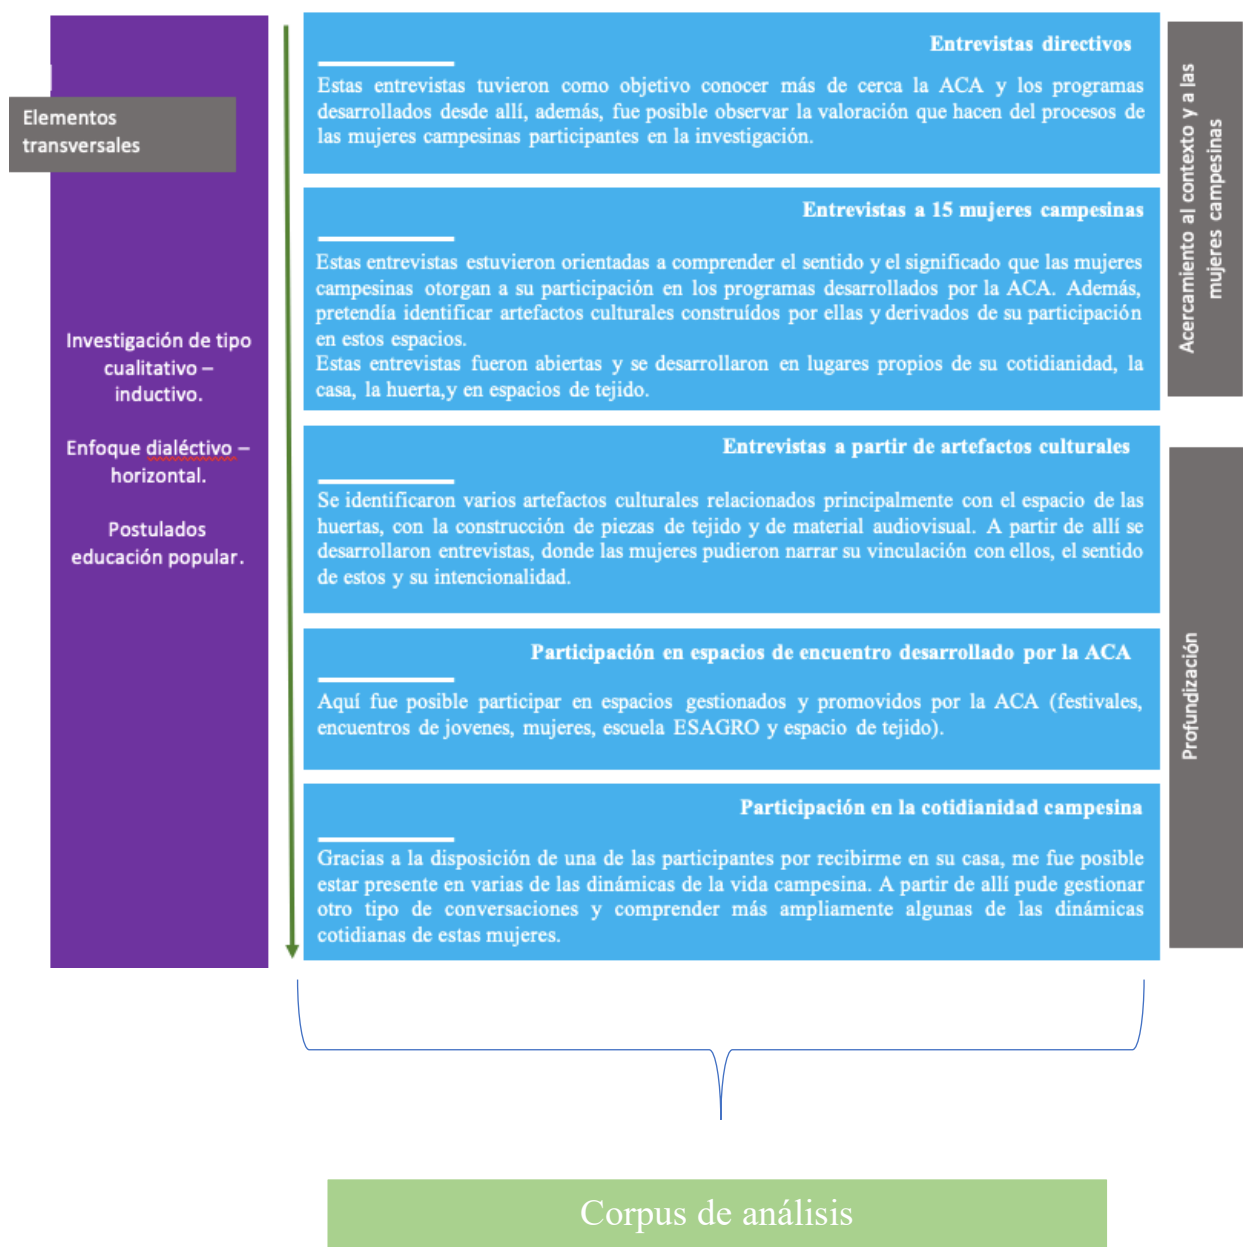 Elementos
transversales
Investigación de tipo
cualitativo –
inductivo.
Enfoque dialéctivo –
horizontal.
Postulados
educación popular.
Entrevistas directivos
Estas entrevistas tuvieron como objetivo conocer más de cerca la ACA y los programas
desarrollados desde allí, además, fue posible observar la valoración que hacen del procesos de
las mujeres campesinas participantes en la investigación.
Entrevistas a 15 mujeres campesinas
Estas entrevistas estuvieron orientadas a comprender el sentido y el significado que las mujeres
campesinas otorgan a su participación en los programas desarrollados por la ACA. Además,
pretendía identificar artefactos culturales construídos por ellas y derivados de su participación
en estos espacios.
Estas entrevistas fueron abiertas y se desarrollaron en lugares propios de su cotidianidad, la
casa, la huerta,y en espacios de tejido.
Acercamiento al contexto y a las
mujeres campesinas
Entrevistas a partir de artefactos culturales
Se identificaron varios artefactos culturales relacionados principalmente con el espacio de las
huertas, con la construcción de piezas de tejido y de material audiovisual. A partir de allí se
desarrollaron entrevistas, donde las mujeres pudieron narrar su vinculación con ellos, el sentido
de estos y su intencionalidad.
Participación en espacios de encuentro desarrollado por la ACA
Aquí fue posible participar en espacios gestionados y promovidos por la ACA (festivales,
encuentros de jovenes, mujeres, escuela ESAGRO y espacio de tejido).
Participación en la cotidianidad campesina
Gracias a la disposición de una de las participantes por recibirme en su casa, me fue posible
estar presente en varias de las dinámicas de la vida campesina. A partir de allí pude gestionar
otro tipo de conversaciones y comprender más ampliamente algunas de las dinámicas
cotidianas de estas mujeres.
Profundización
Corpus de análisis